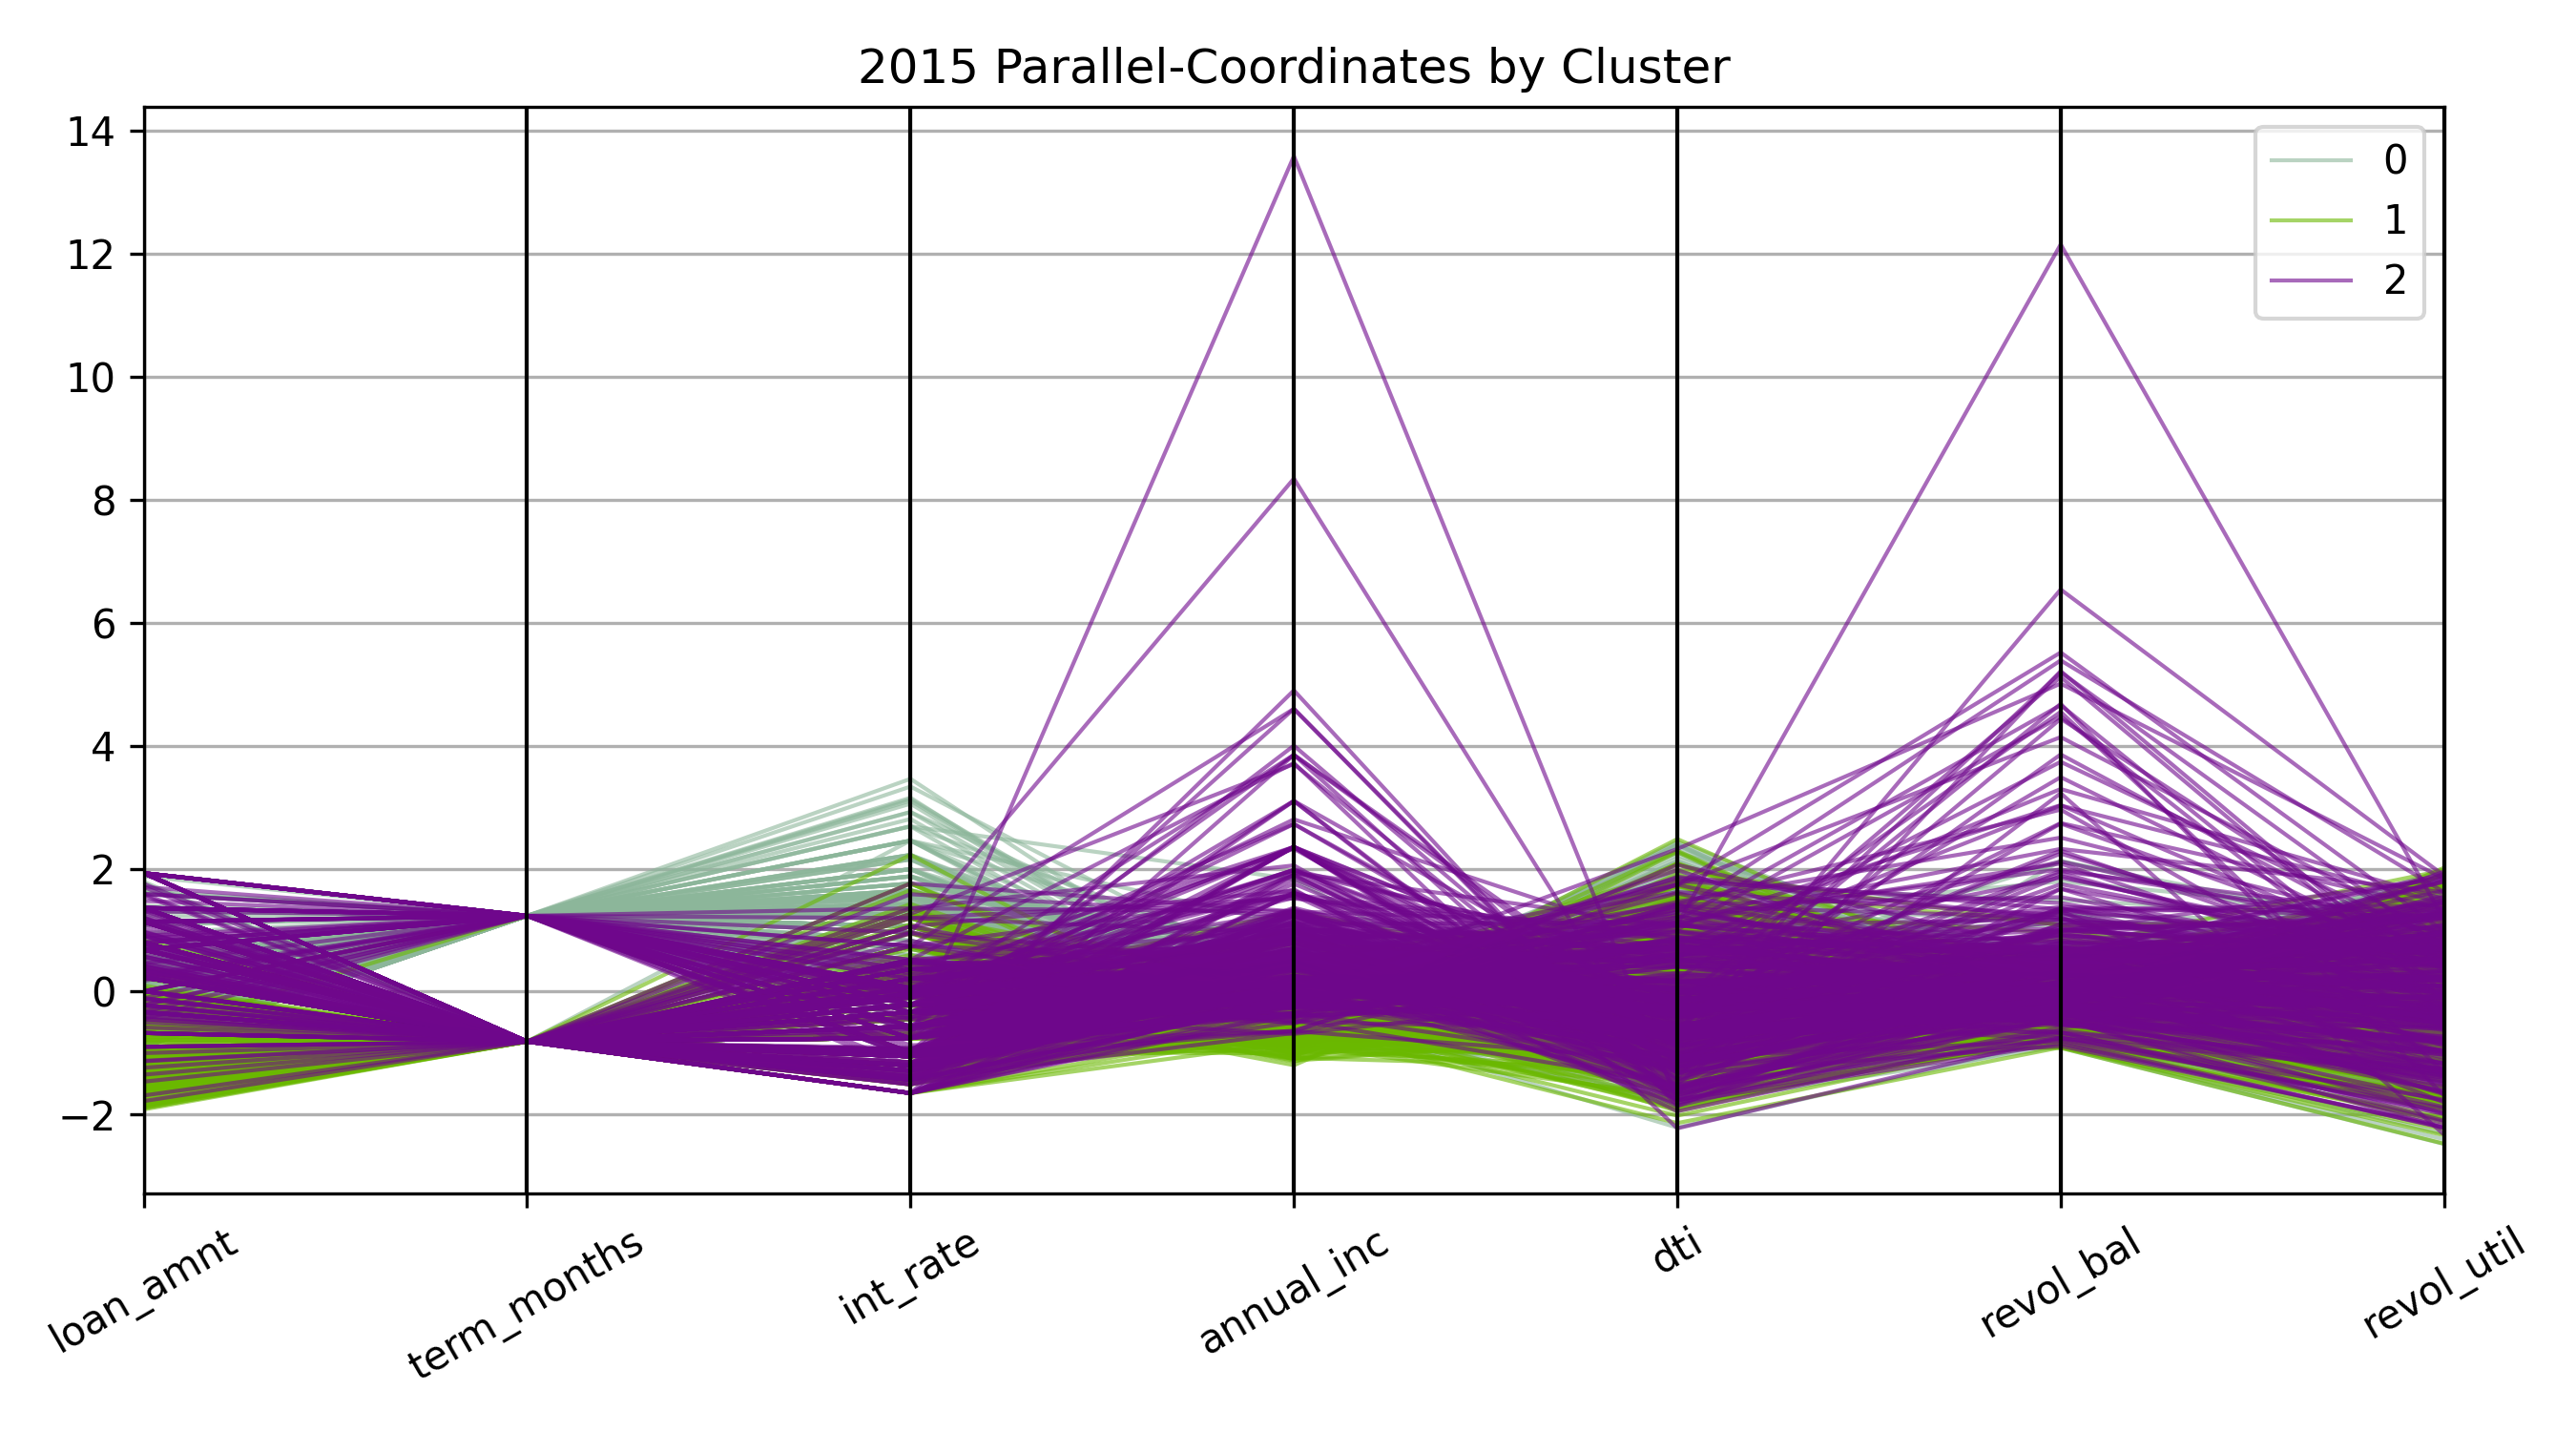 2015 Parallel-Coordinates by Cluster
14
12
10
8
6
4
2
0
−2
0
1
2
loan_amnt
term_months
int_rate
annual_inc
dti
revol_bal
revol_util